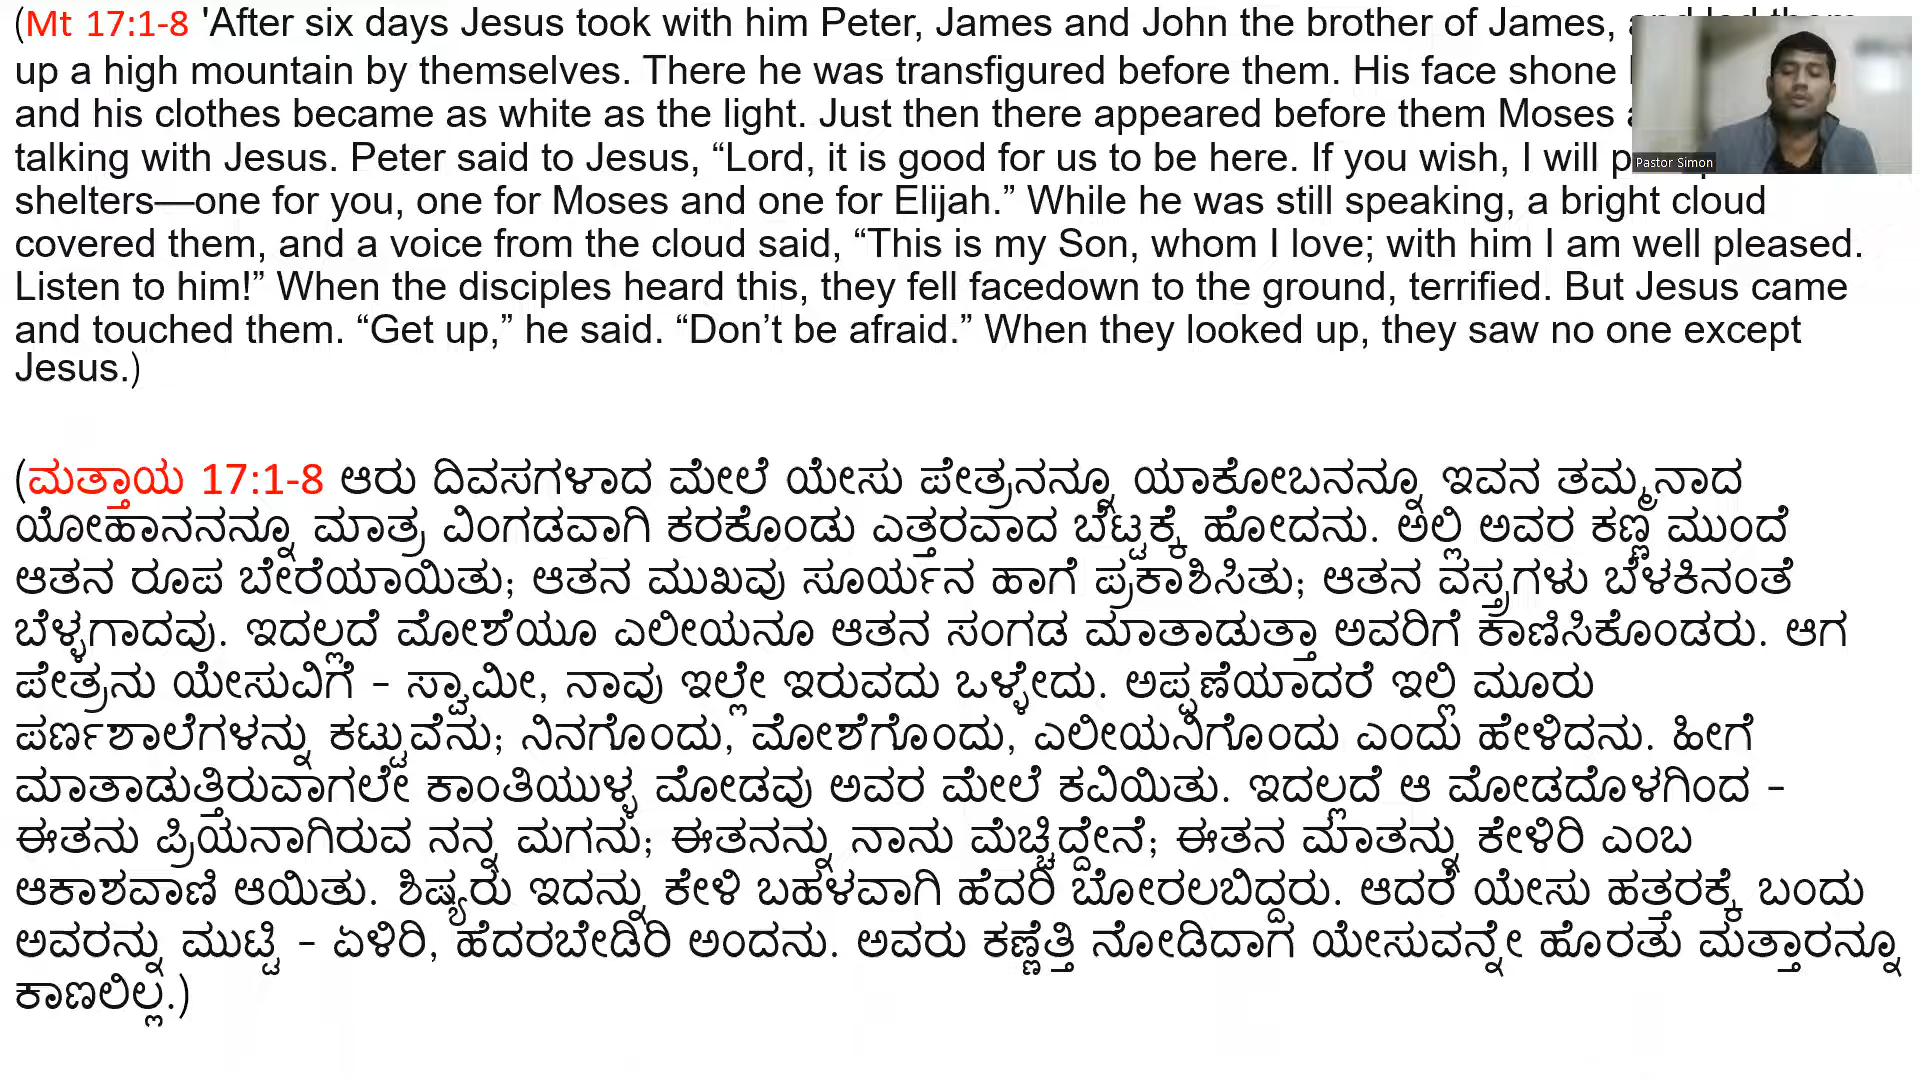 (Mt 17:1-8 'After six days Jesus took with him Peter, James and John the brother of James,
up a high mountain by themselves. There he was transfigured before them. His face shone
and his clothes became as white as the light. Just then there appeared before them Moses
talking with Jesus. Peter said to Jesus, “Lord, it is good for us to be here. If you wish, I will
Pastor Simon
shelters—one for you, one for Moses and one for Elijah.” While he was still speaking, a bright cloud
covered them, and a voice from the cloud said, “This is my Son, whom I love; with him I am well pleased.
Listen to him!” When the disciples heard this, they fell facedown to the ground, terrified. But Jesus came
and touched them. “Get up,” he said. “Don’t be afraid.” When they looked up, they saw no one except
Jesus.)
(ಮತ್ತಾಯ 17:1-8 ಆರು ದಿವಸಗಳಾದ ಮೇಲೆ ಯೇಸು ಪೇತ್ರನನ್ನೂ ಯಾಕೋಬನನ್ನೂ ಇವನ ತಮ್ಮನಾದ
ಯೋಹಾನನನ್ನೂ ಮಾತ್ರ ವಿಂಗಡವಾಗಿ ಕರಕೊಂಡು ಎತ್ತರವಾದ ಬೆಟ್ಟಕ್ಕೆ ಹೋದನು. ಅಲ್ಲಿ ಅವರ ಕಣ್ಣ ಮುಂದೆ
ಆತನ ರೂಪ ಬೇರೆಯಾಯಿತು; ಆತನ ಮುಖವು ಸೂರ್ಯನ ಹಾಗೆ ಪ್ರಕಾಶಿಸಿತು; ಆತನ ವಸ್ತ್ರಗಳು ಬೆಳಕಿನಂತೆ
ಬೆಳ್ಳಗಾದವು. ಇದಲ್ಲದೆ ಮೋಶೆಯೂ ಎಲೀಯನೂ ಆತನ ಸಂಗಡ ಮಾತಾಡುತ್ತಾ ಅವರಿಗೆ ಕಾಣಿಸಿಕೊಂಡರು. ಆಗ
ಪೇತ್ರನು ಯೇಸುವಿಗೆ - ಸ್ವಾಮೀ, ನಾವು ಇಲ್ಲೇ ಇರುವದು ಒಳ್ಳೇದು. ಅಪ್ಪಣೆಯಾದರೆ ಇಲ್ಲಿ ಮೂರು
ಪರ್ಣಶಾಲೆಗಳನ್ನು ಕಟ್ಟುವೆನು; ನಿನಗೊಂದು, ಮೋಶೆಗೊಂದು, ಎಲೀಯನಿಗೊಂದು ಎಂದು ಹೇಳಿದನು. ಹೀಗೆ
ಮಾತಾಡುತ್ತಿರುವಾಗಲೇ ಕಾಂತಿಯುಳ್ಳ ಮೋಡವು ಅವರ ಮೇಲೆ ಕವಿಯಿತು. ಇದಲ್ಲದೆ ಆ ಮೋಡದೊಳಗಿಂದ -
ಈತನು ಪ್ರಿಯನಾಗಿರುವ ನನ್ನ ಮಗನು; ಈತನನ್ನು ನಾನು ಮೆಚ್ಚಿದ್ದೇನೆ; ಈತನ ಮಾತನ್ನು ಕೇಳಿರಿ ಎಂಬ
ಆಕಾಶವಾಣಿ ಆಯಿತು. ಶಿಷ್ಯರು ಇದನ್ನು ಕೇಳಿ ಬಹಳವಾಗಿ ಹೆದರಿ ಬೋರಲಬಿದ್ದರು. ಆದರೆ ಯೇಸು ಹತ್ತರಕ್ಕೆ ಬಂದು
ಅವರನ್ನು ಮುಟ್ಟಿ - ಏಳಿರಿ, ಹೆದರಬೇಡಿರಿ ಅಂದನು. ಅವರು ಕಣ್ಣೆತ್ತಿ ನೋಡಿದಾಗ ಯೇಸುವನ್ನೇ ಹೊರತು ಮತ್ತಾರನ್ನೂ
ಕಾಣಲಿಲ್ಲ.)